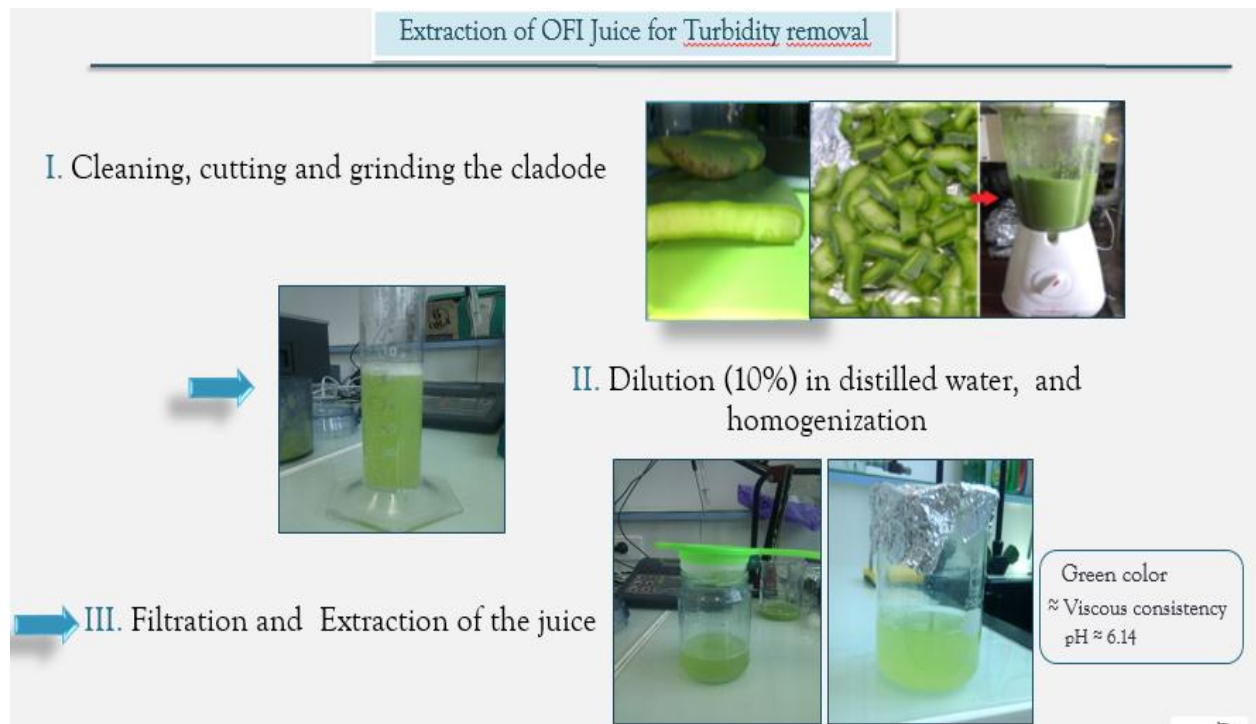 Extraction of OFI Juice for Turbidity removal
I. Cleaning, cutting and grinding the cladode
II. Dilution (10%) in distilled water, and
homogenization
III. Filtration and Extraction of the juice
Green color
≈ Viscous consistency
pH ≈ 6.14